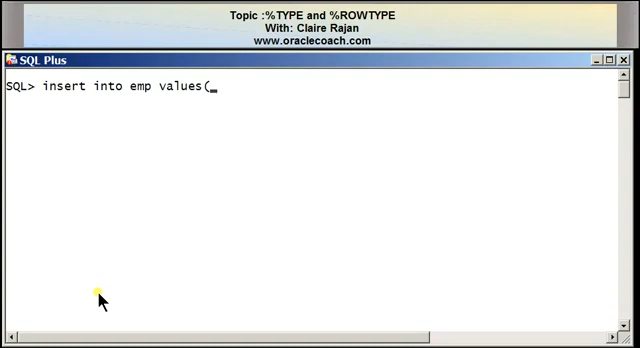 Topic :%TYPE and %ROWTYPE
With: Claire Rajan
www.oraclecoach.com
SQL Plus
SQL> insert into emp values(_